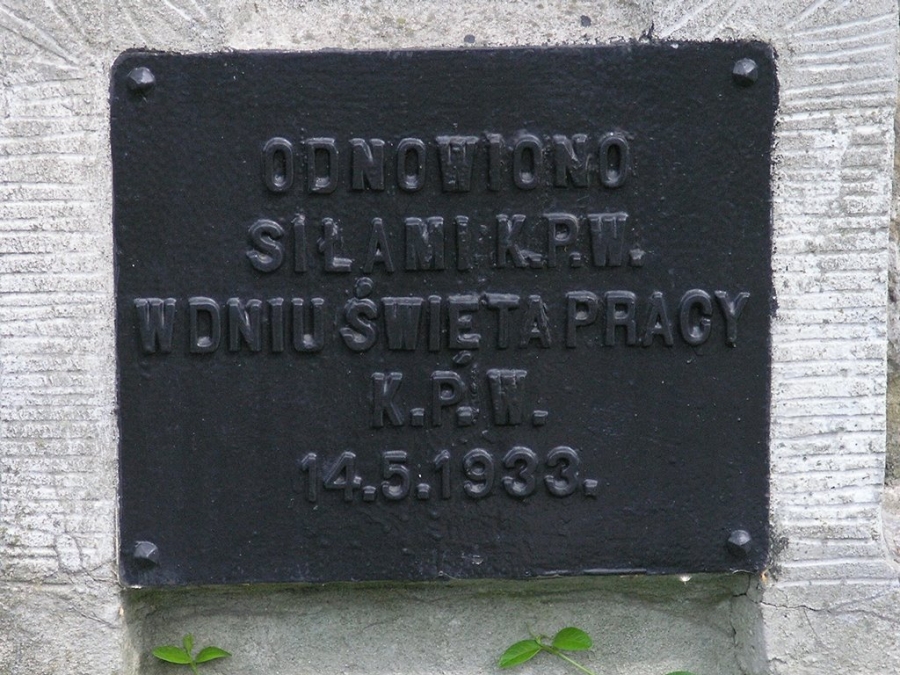 ODNOWIONO
SIŁAMI K.P.W.
W DNIU ŚWIĘTA PRACY
K.P.W.
14.5.1933.